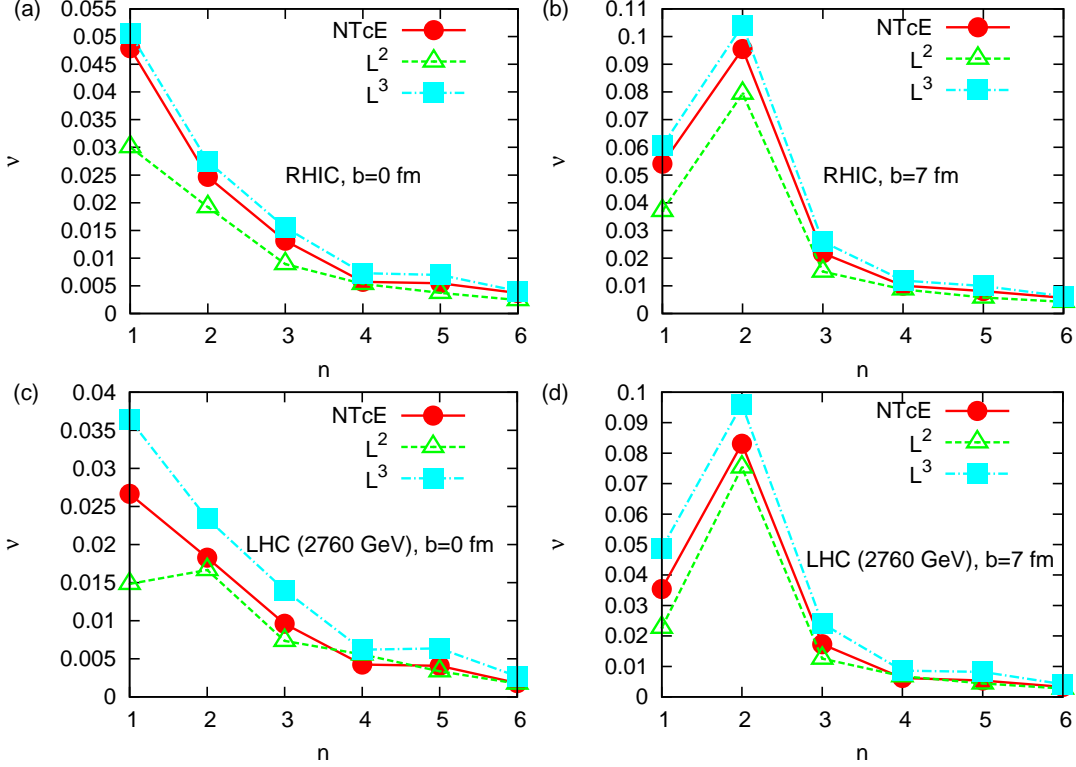 (a)
0.055
0.05
0.045
0.04
0.035
0.03
0.025
0.02
0.015
0.01
0.005
0
ν
NTcE
L²
L³
RHIC, b=0 fm
1 2 3 4 5 6
n
(b)
0.11
0.1
0.09
0.08
0.07
0.06
0.05
0.04
0.03
0.02
0.01
0
ν
NTcE
L²
L³
RHIC, b=7 fm
1 2 3 4 5 6
n
(c)
0.04
0.035
0.03
0.025
0.02
0.015
0.01
0.005
0
ν
NTcE
L²
L³
LHC (2760 GeV), b=0 fm
1 2 3 4 5 6
n
(d)
0.1
0.09
0.08
0.07
0.06
0.05
0.04
0.03
0.02
0.01
0
ν
NTcE
L²
L³
LHC (2760 GeV), b=7 fm
1 2 3 4 5 6
n